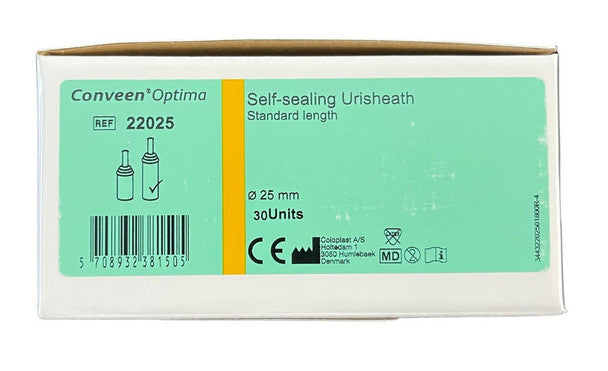 Conveen® Optima
REF 22025
5 708932 381505
Self-sealing Urisheath
Standard length
ø 25 mm
30Units
CE
Coloplast A/S
Holtedam 1
3050 Humlebaek
Denmark
MD